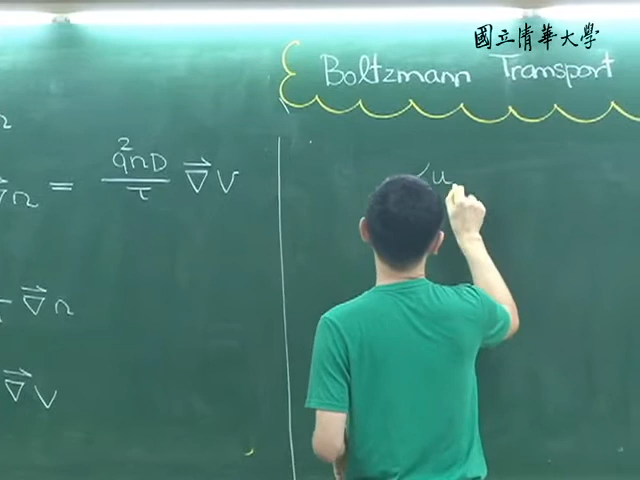 國立清華大學
Boltzmann Transport
n
∇⃗n = q²nD/τ ∇⃗V
u
∇⃗n
∇⃗V